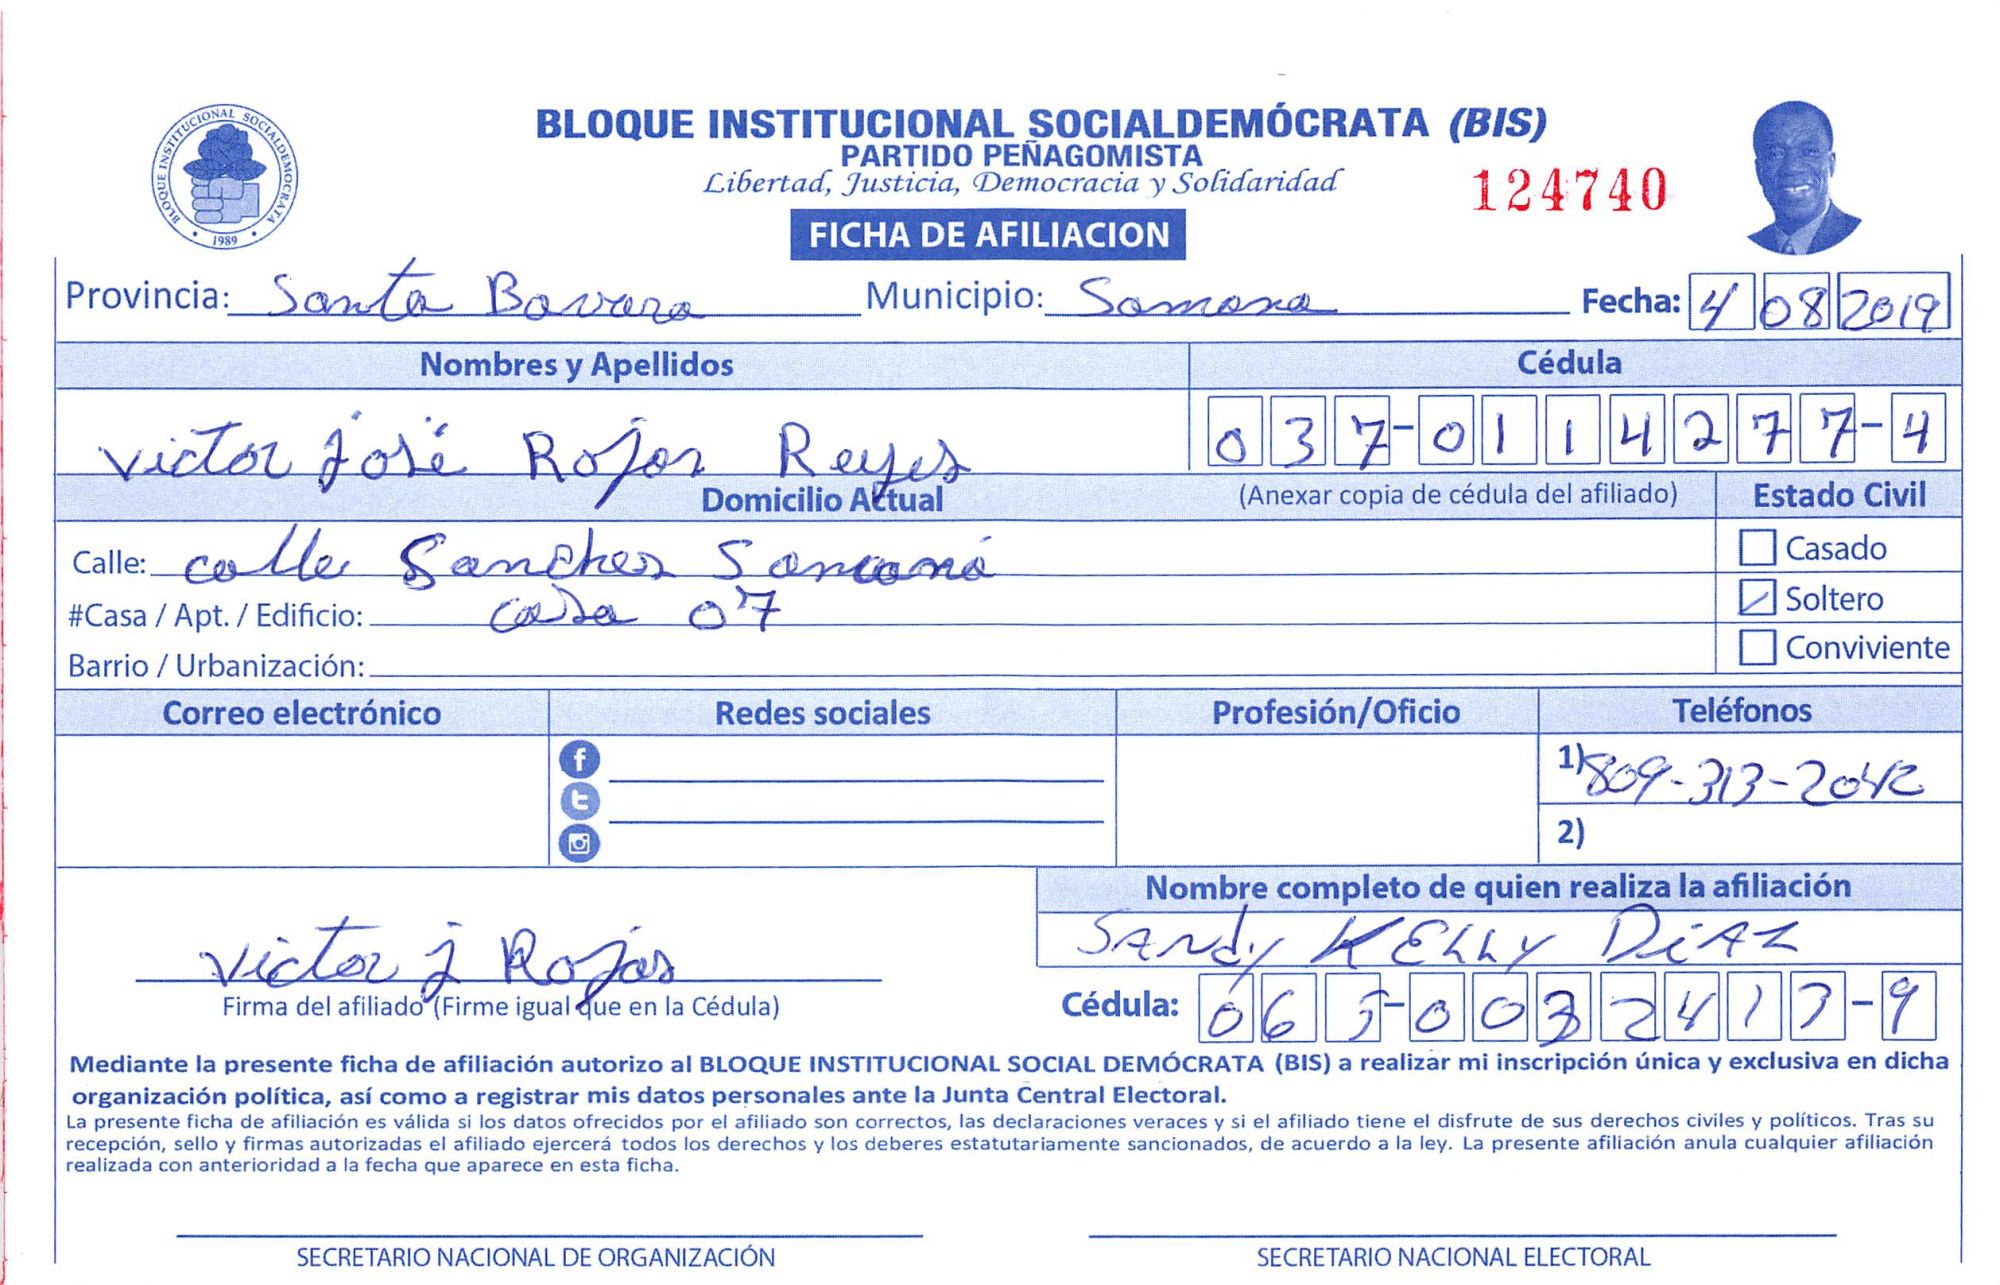 BLOQUE INSTITUCIONAL SOCIALDEMÓCRATA (BIS)
PARTIDO PEÑAGOMISTA
Libertad, Justicia, Democracia y Solidaridad
124740
FICHA DE AFILIACION
BLOQUE INSTITUCIONAL SOCIALDEMOCRATA
1989
Provincia: Santa Bavara Municipio: Samana Fecha: 4 08 2019
Nombres y Apellidos Cédula
Victor José Rojas Reyes 037-0114277-4
Domicilio Actual (Anexar copia de cédula del afiliado) Estado Civil
Calle: calle Sanches Samaná Casado
#Casa / Apt. / Edificio: casa 07 Soltero
Barrio / Urbanización: Conviviente
Correo electrónico Redes sociales Profesión/Oficio Teléfonos
1) 809-313-2042
2)
Nombre completo de quien realiza la afiliación
Victor J Rojas SANdy KELLY DiAZ
Firma del afiliado (Firme igual que en la Cédula) Cédula: 065-0032413-9
Mediante la presente ficha de afiliación autorizo al BLOQUE INSTITUCIONAL SOCIAL DEMÓCRATA (BIS) a realizar mi inscripción única y exclusiva en dicha
organización política, así como a registrar mis datos personales ante la Junta Central Electoral.
La presente ficha de afiliación es válida si los datos ofrecidos por el afiliado son correctos, las declaraciones veraces y si el afiliado tiene el disfrute de sus derechos civiles y políticos. Tras su
recepción, sello y firmas autorizadas el afiliado ejercerá todos los derechos y los deberes estatutariamente sancionados, de acuerdo a la ley. La presente afiliación anula cualquier afiliación
realizada con anterioridad a la fecha que aparece en esta ficha.
SECRETARIO NACIONAL DE ORGANIZACIÓN SECRETARIO NACIONAL ELECTORAL